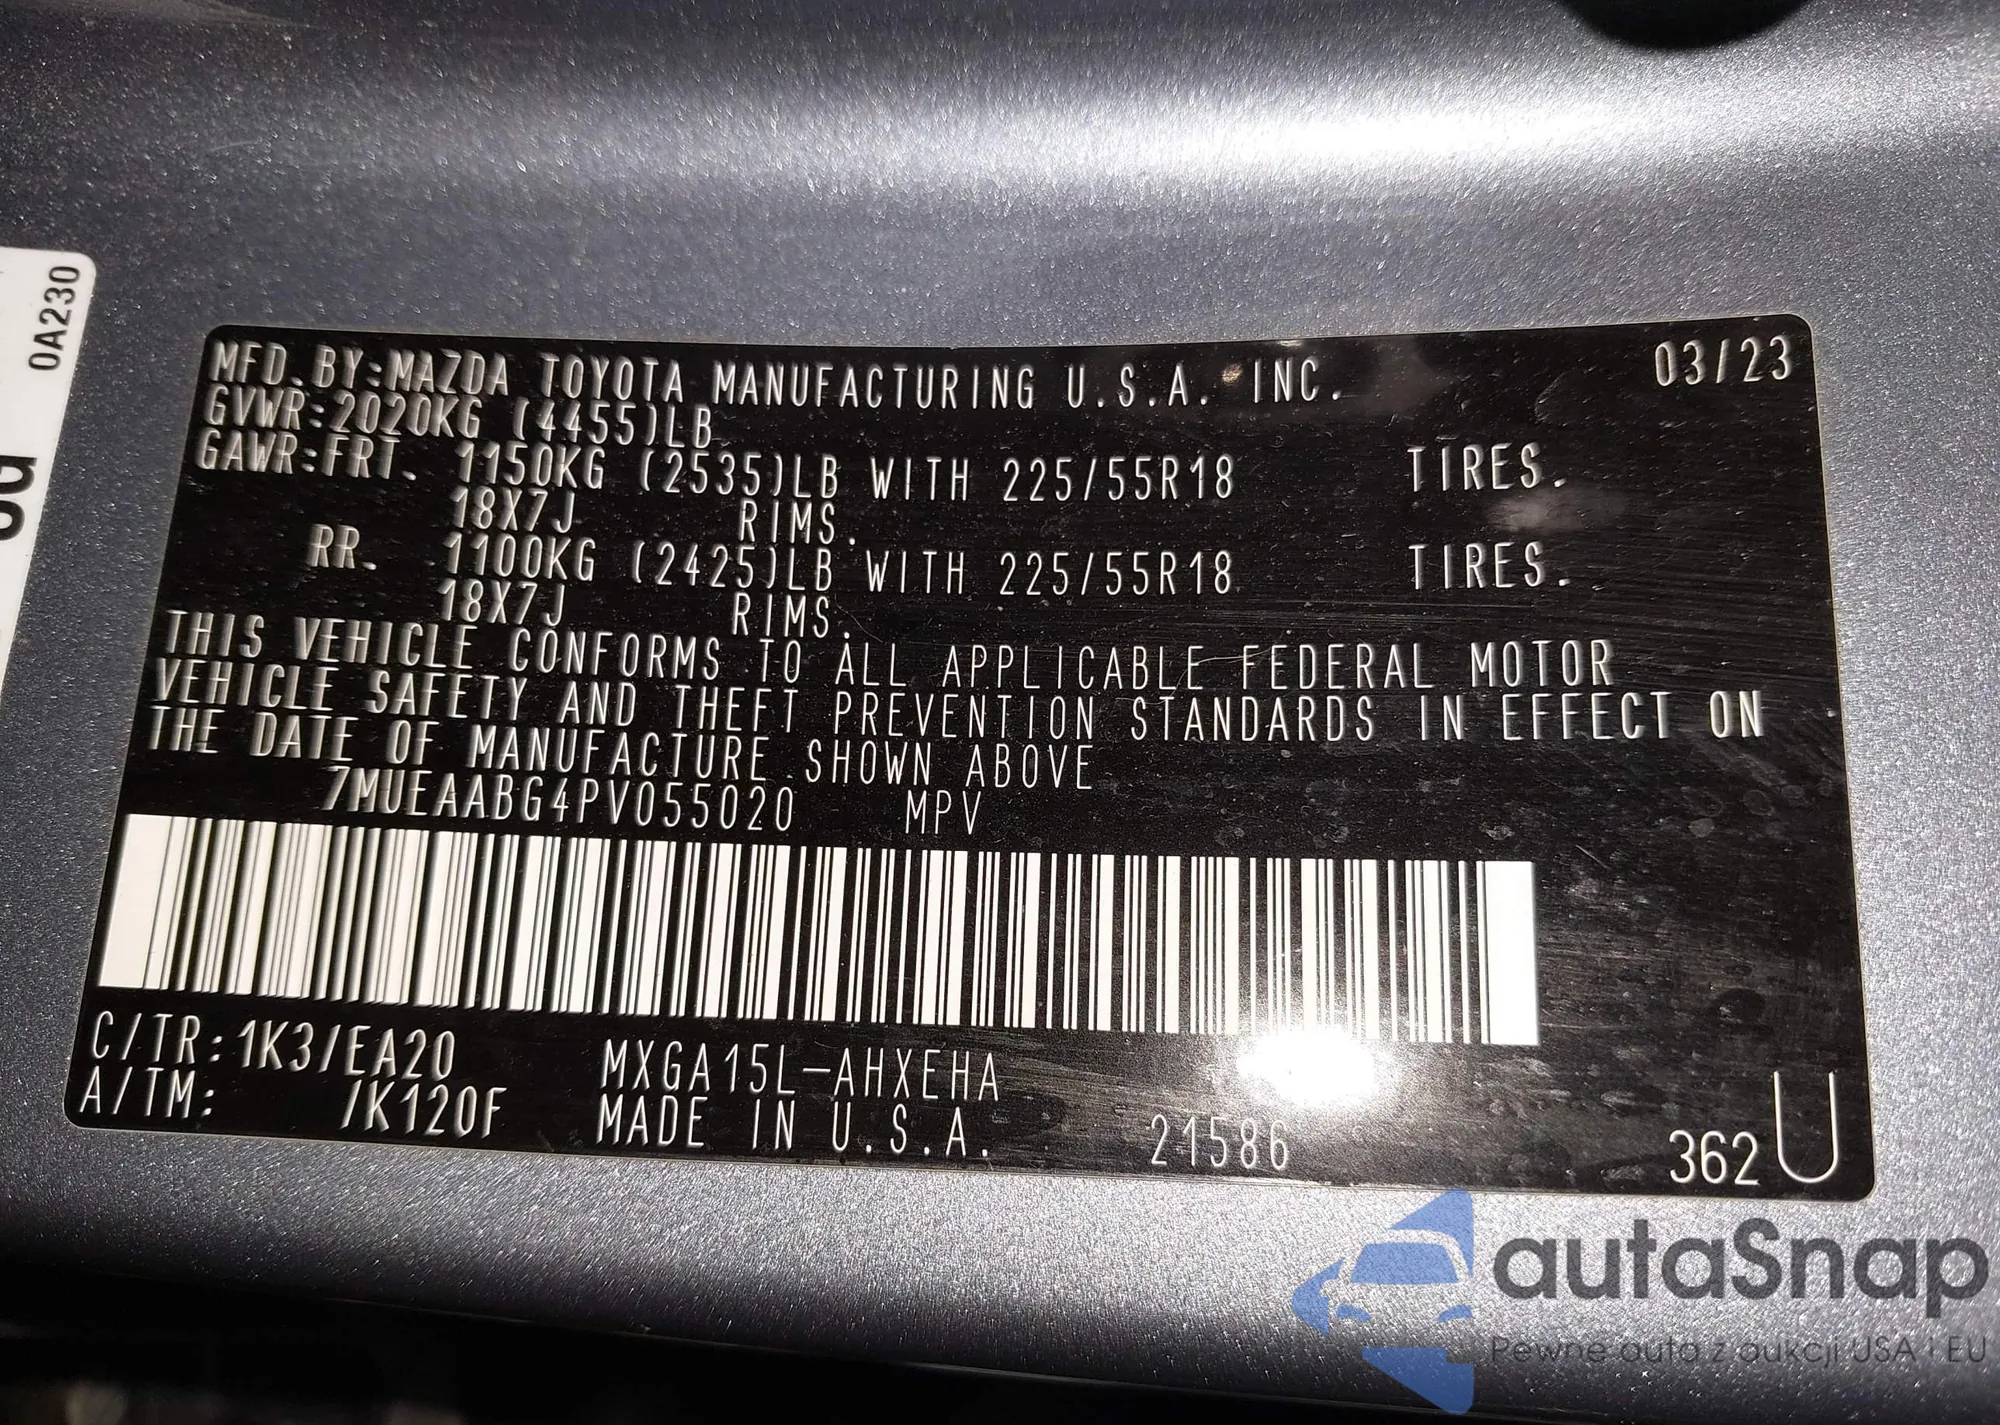 0A230
MFD.BY:MAZDA TOYOTA MANUFACTURING U.S.A. INC. 03/23
GVWR:2020KG (4455)LB
GAWR:FRT. 1150KG (2535)LB WITH 225/55R18 TIRES.
18X7J RIMS.
RR. 1100KG (2425)LB WITH 225/55R18 TIRES.
18X7J RIMS.
THIS VEHICLE CONFORMS TO ALL APPLICABLE FEDERAL MOTOR
VEHICLE SAFETY AND THEFT PREVENTION STANDARDS IN EFFECT ON
THE DATE OF MANUFACTURE SHOWN ABOVE
7MUEAABG4PV055020 MPV
C/TR:1K3/EA20 MXGA15L-AHXEHA
A/TM: /K120F MADE IN U.S.A. 21586 362 U
autaSnap
Pewne auta z aukcji USA i EU